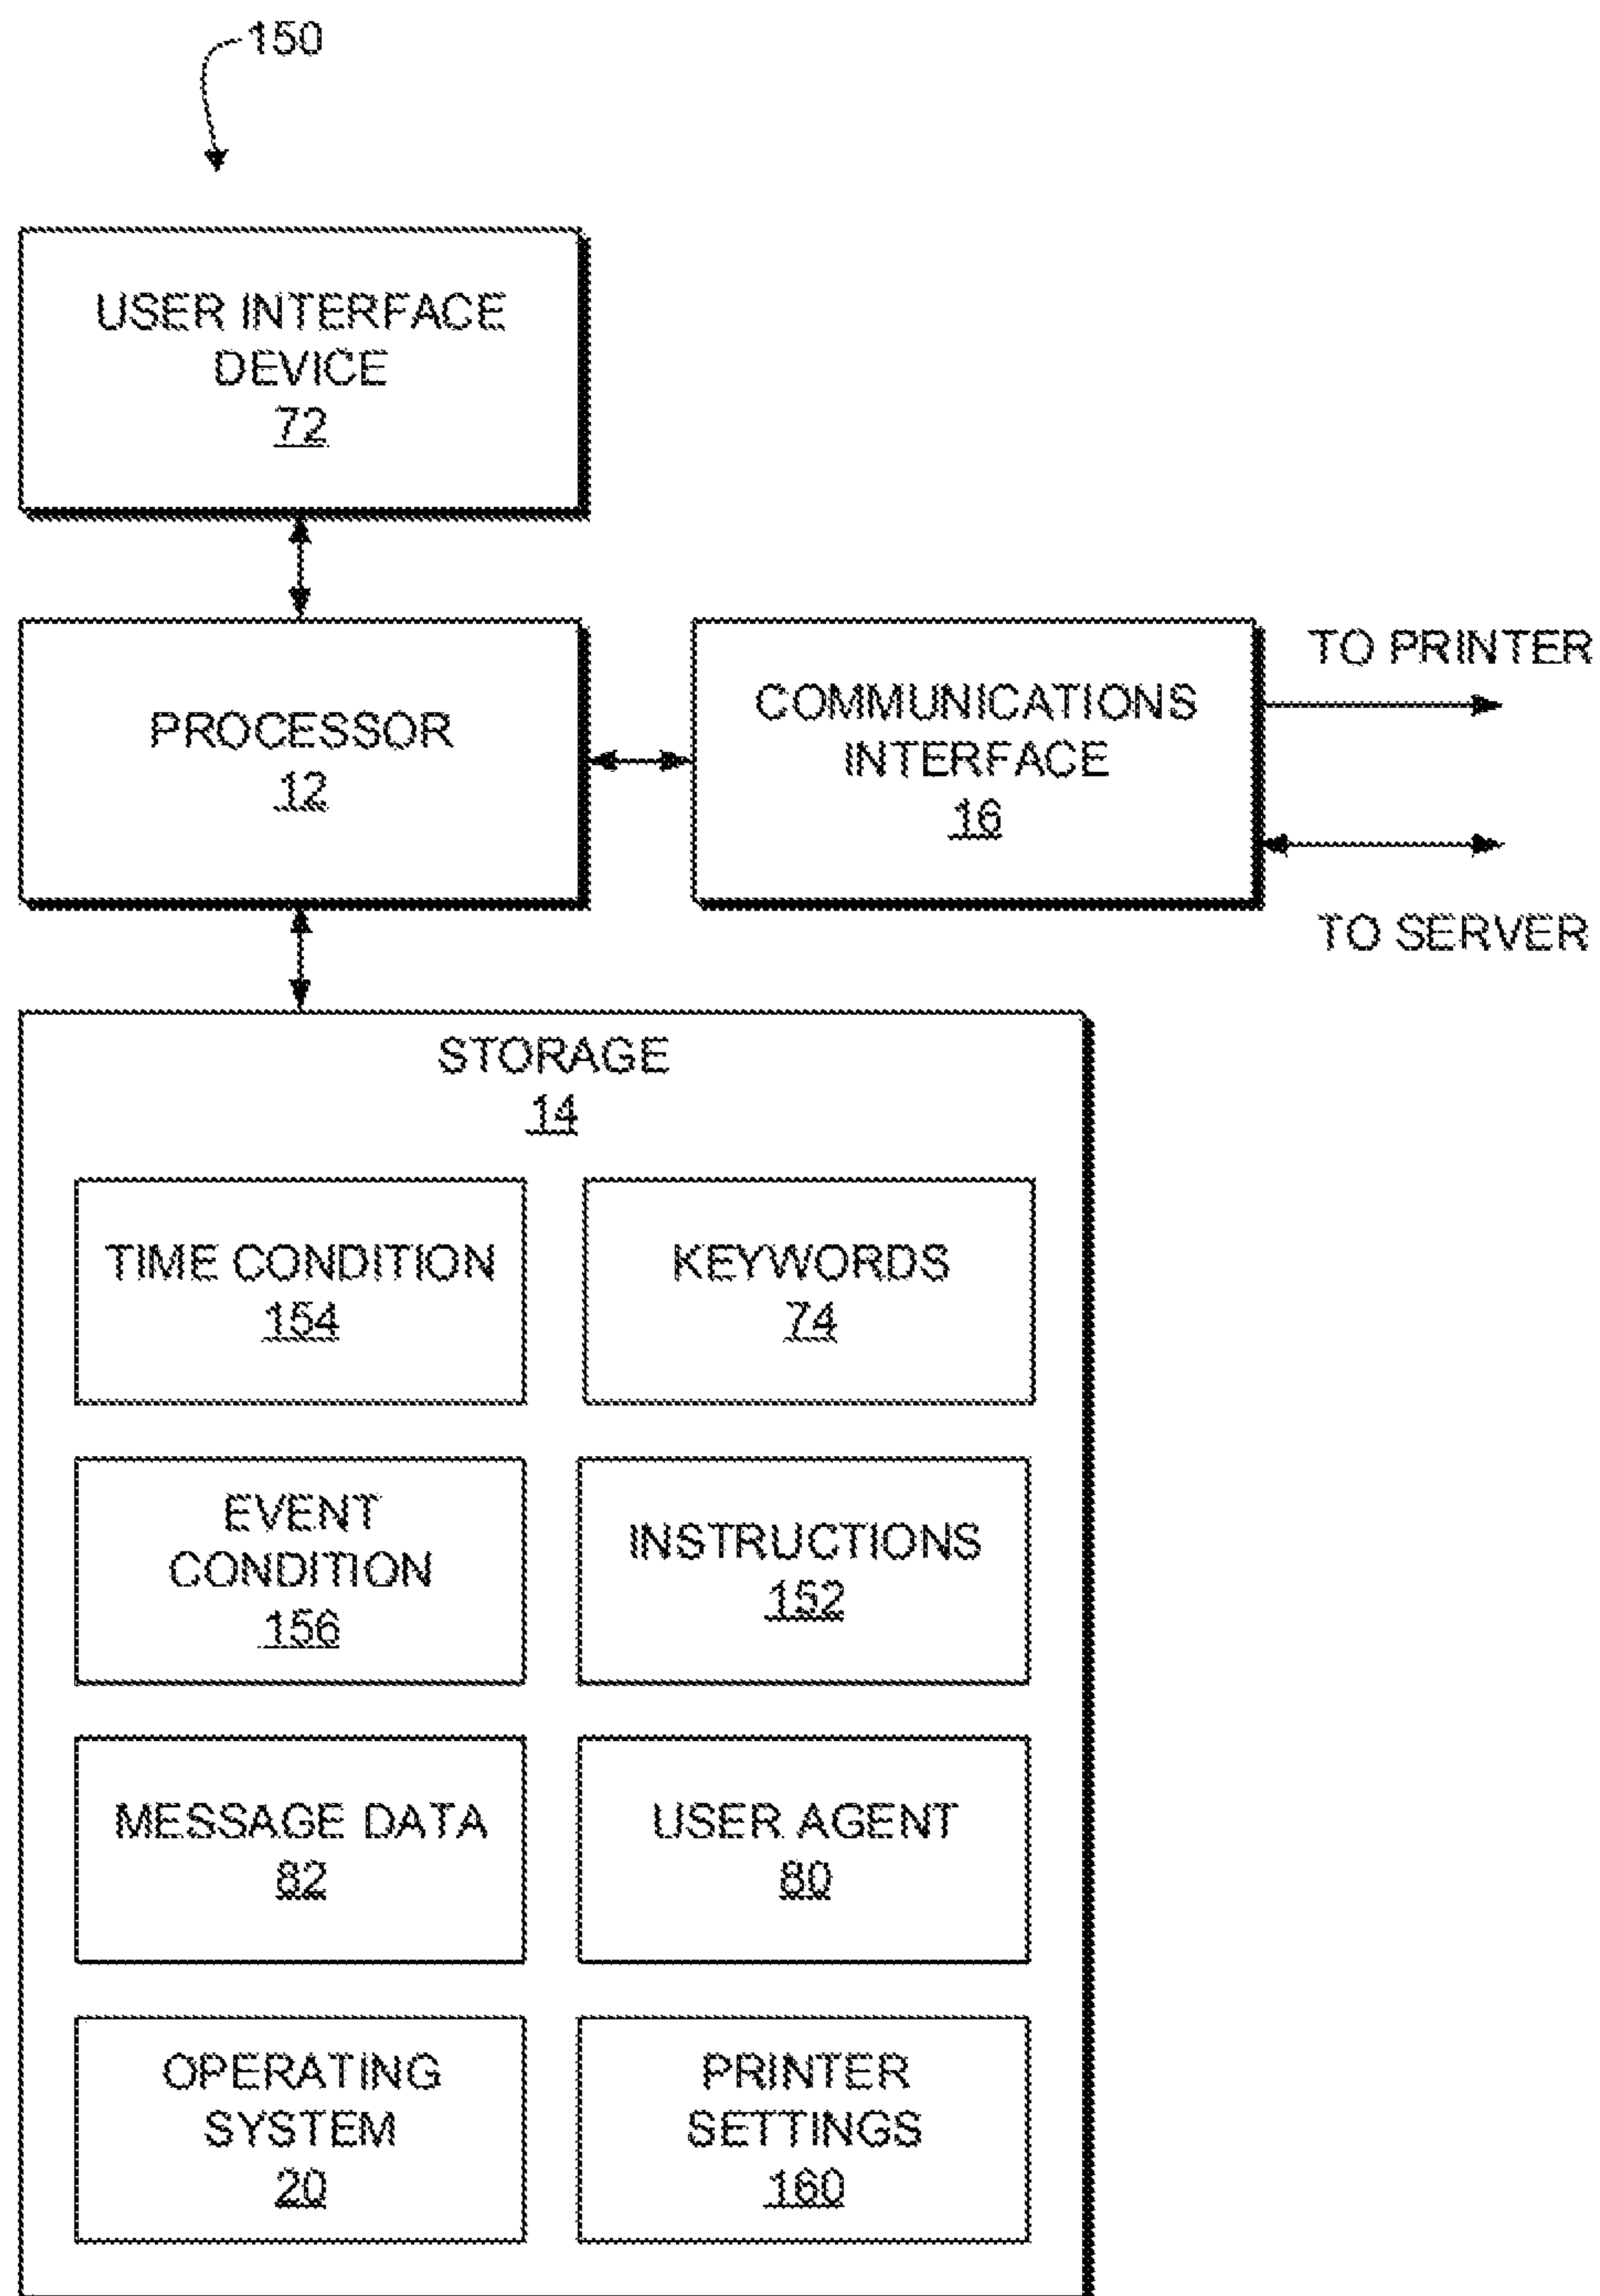 150
USER INTERFACE
DEVICE
72
PROCESSOR
12
COMMUNICATIONS
INTERFACE
16
TO PRINTER
TO SERVER
STORAGE
14
TIME CONDITION
154
KEYWORDS
74
EVENT
CONDITION
156
INSTRUCTIONS
152
MESSAGE DATA
82
USER AGENT
80
OPERATING
SYSTEM
20
PRINTER
SETTINGS
160